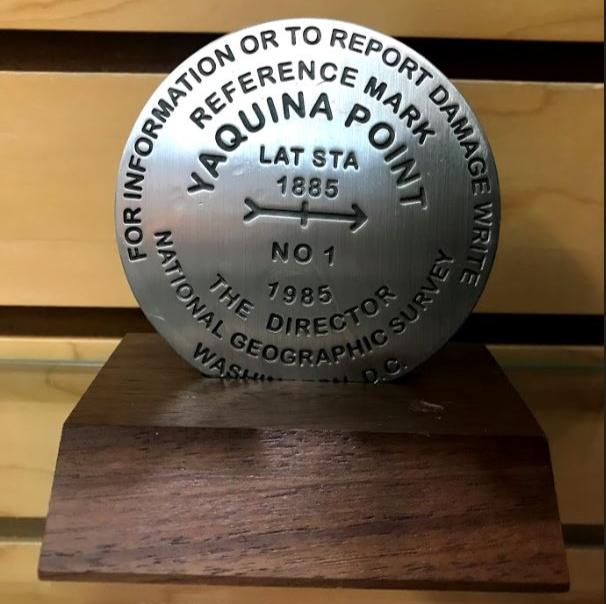 FOR INFORMATION OR TO REPORT DAMAGE WRITE
REFERENCE MARK
YAQUINA POINT
LAT STA
1885
NO 1
1985
THE DIRECTOR
NATIONAL GEOGRAPHIC SURVEY
D.C.